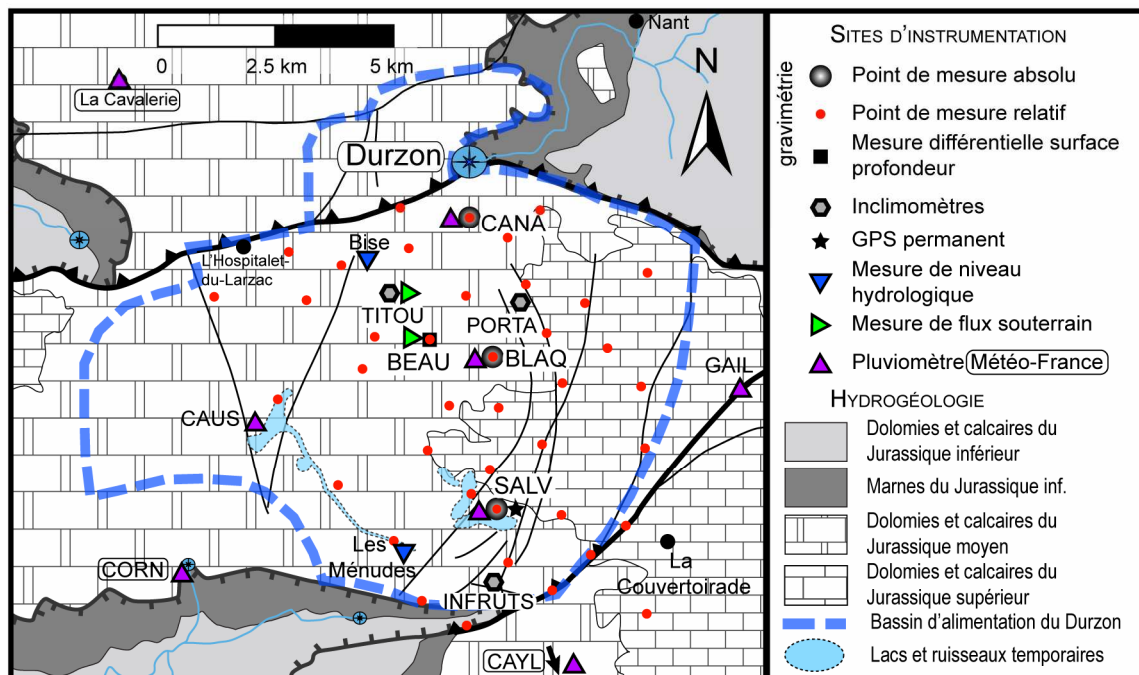 Nant
0 2.5 km 5 km
N
La Cavalerie
Durzon
CANA
Bise
L'Hospitalet-
du-Larzac
TITOU
PORTA
BEAU
BLAQ
GAIL
CAUS
SALV
Les
Ménudes
La
Couvertoirade
CORN
INFRUTS
CAYL
SITES D'INSTRUMENTATION
gravimétrie
Point de mesure absolu
Point de mesure relatif
Mesure différentielle surface
profondeur
Inclimomètres
GPS permanent
Mesure de niveau
hydrologique
Mesure de flux souterrain
Pluviomètre Météo-France
HYDROGÉOLOGIE
Dolomies et calcaires du
Jurassique inférieur
Marnes du Jurassique inf.
Dolomies et calcaires du
Jurassique moyen
Dolomies et calcaires du
Jurassique supérieur
Bassin d'alimentation du Durzon
Lacs et ruisseaux temporaires